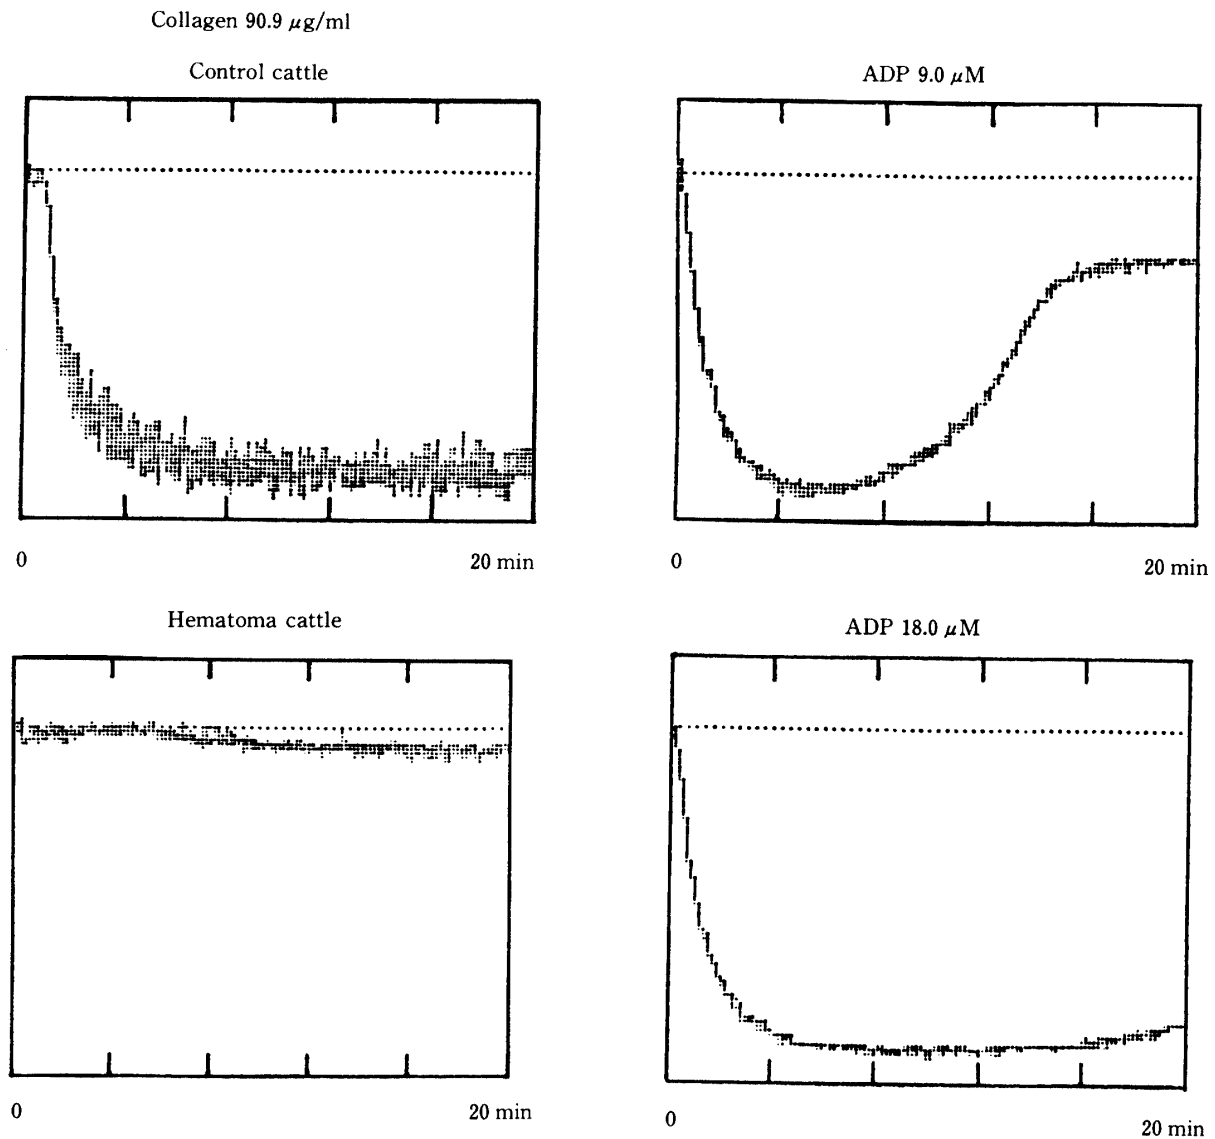 Collagen 90.9 μg/ml
Control cattle
0
20 min
ADP 9.0 μM
0
20 min
Hematoma cattle
0
20 min
ADP 18.0 μM
0
20 min